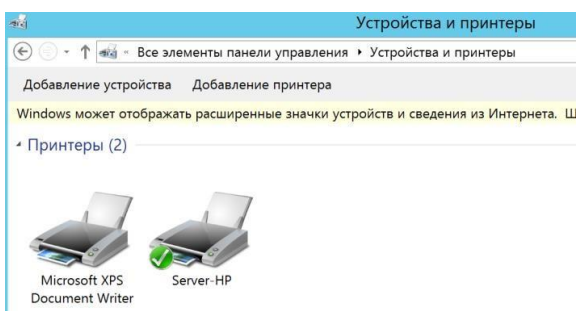 Устройства и принтеры
Все элементы панели управления ▸ Устройства и принтеры
Добавление устройства Добавление принтера
Windows может отображать расширенные значки устройств и сведения из Интернета.
Принтеры (2)
Microsoft XPS
Document Writer
Server-HP